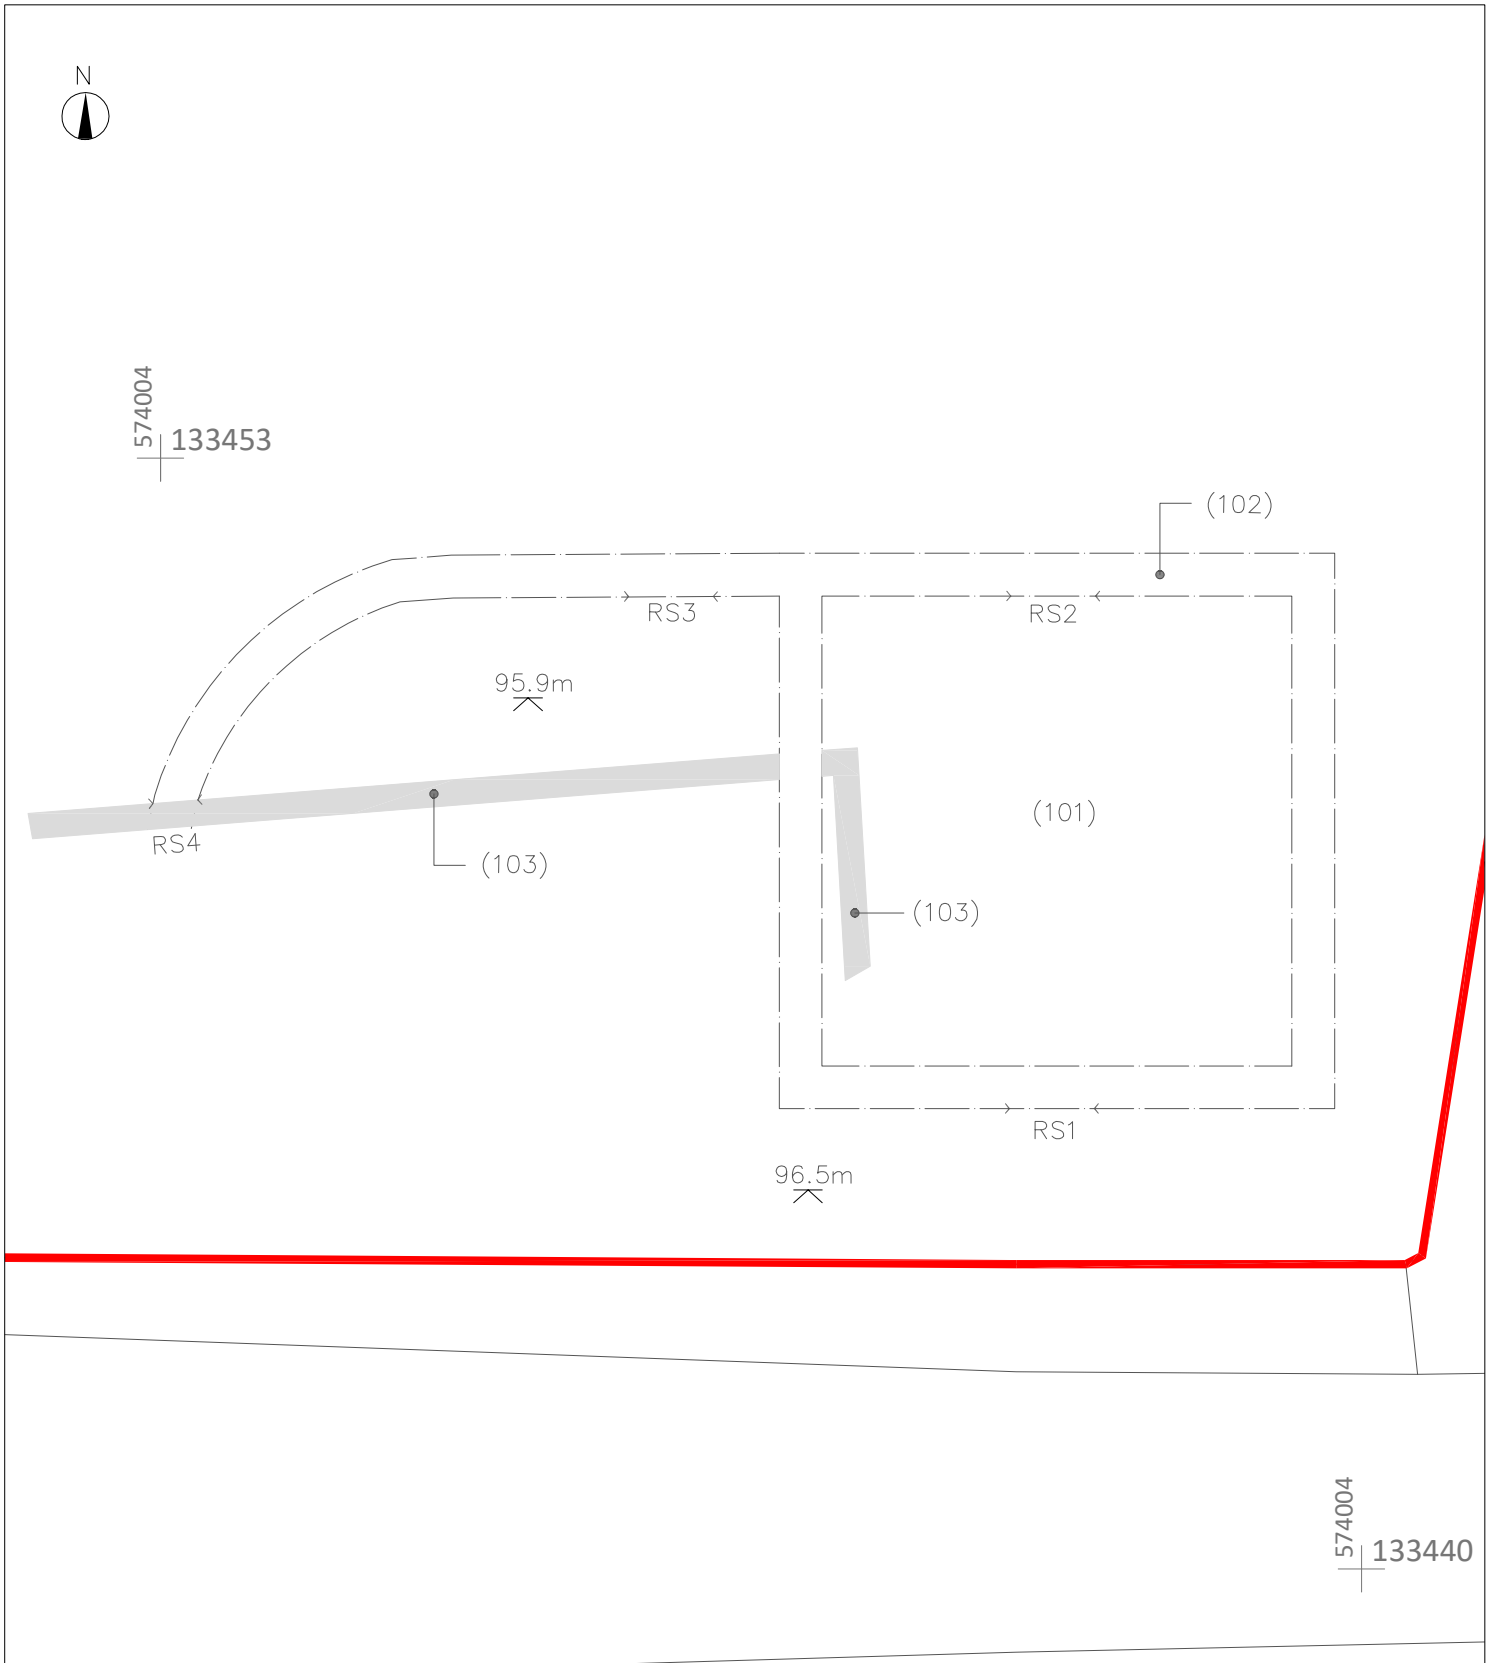 N
574004
133453
(102)
RS3
RS2
95.9m
(101)
RS4
(103)
(103)
RS1
96.5m
574004
133440